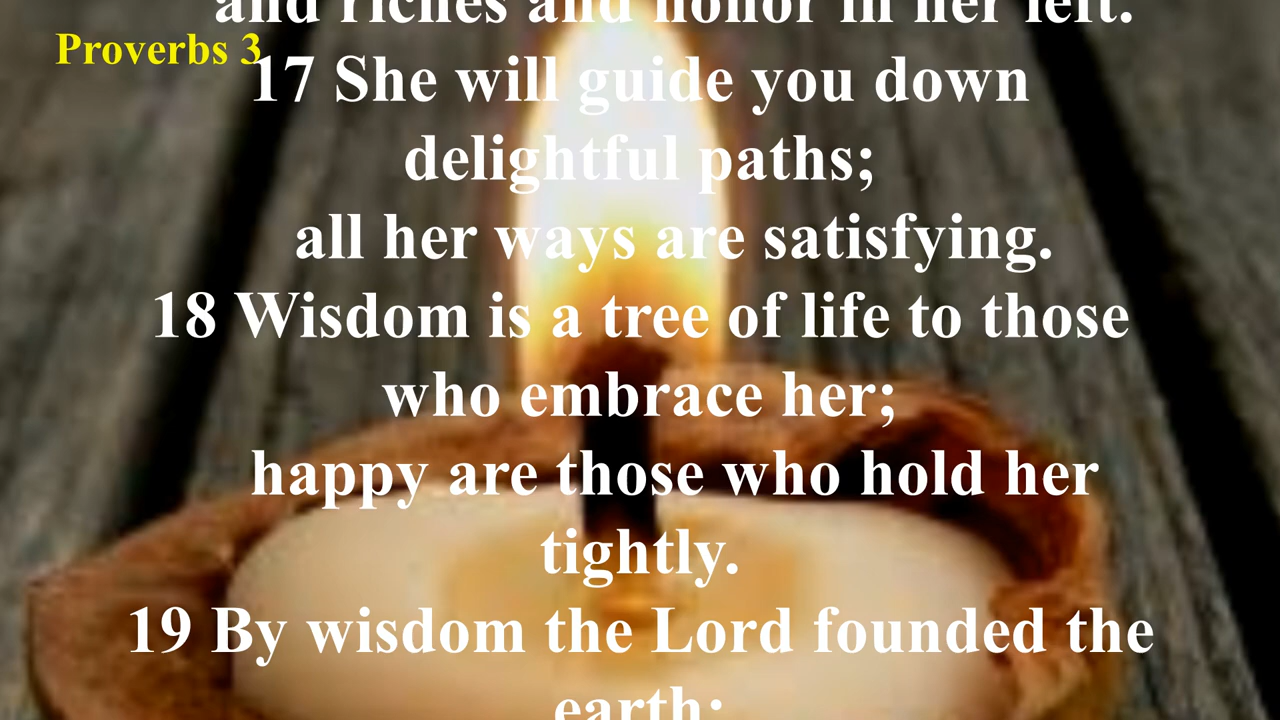 and riches and honor in her left.
Proverbs 3
17 She will guide you down
delightful paths;
all her ways are satisfying.
18 Wisdom is a tree of life to those
who embrace her;
happy are those who hold her
tightly.
19 By wisdom the Lord founded the
earth;